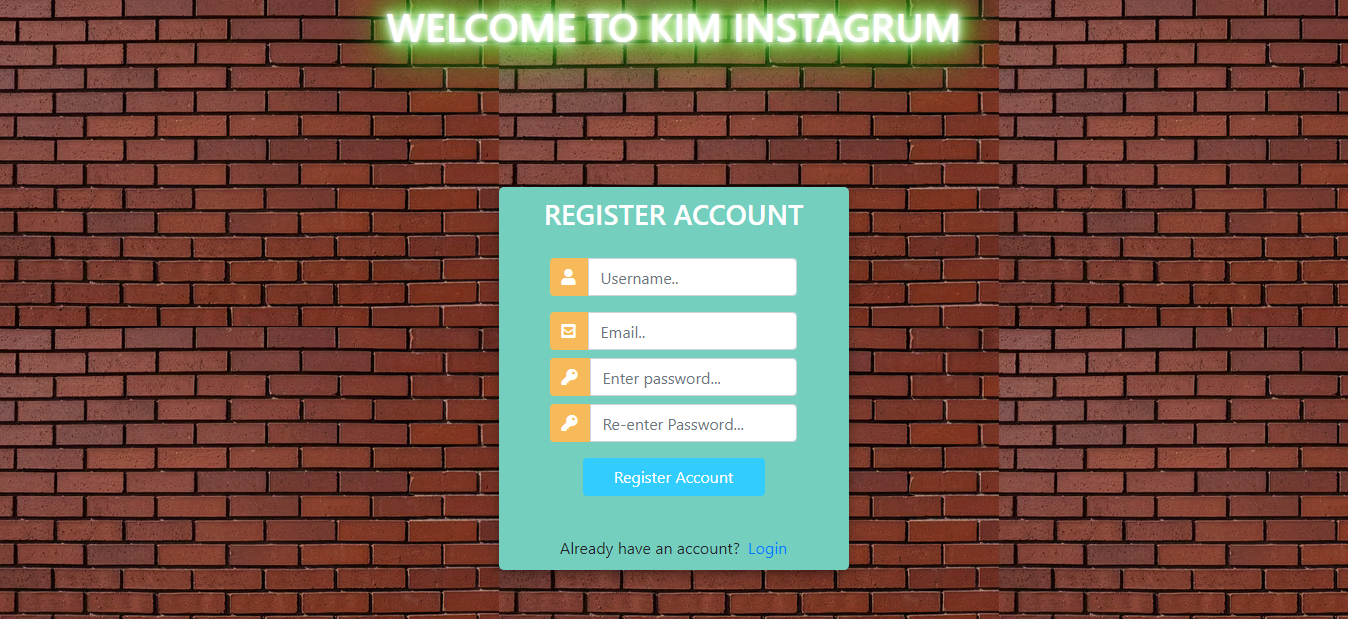 WELCOME TO KIM INSTAGRUM
REGISTER ACCOUNT
Username..
Email..
Enter password...
Re-enter Password...
Register Account
Already have an account? Login